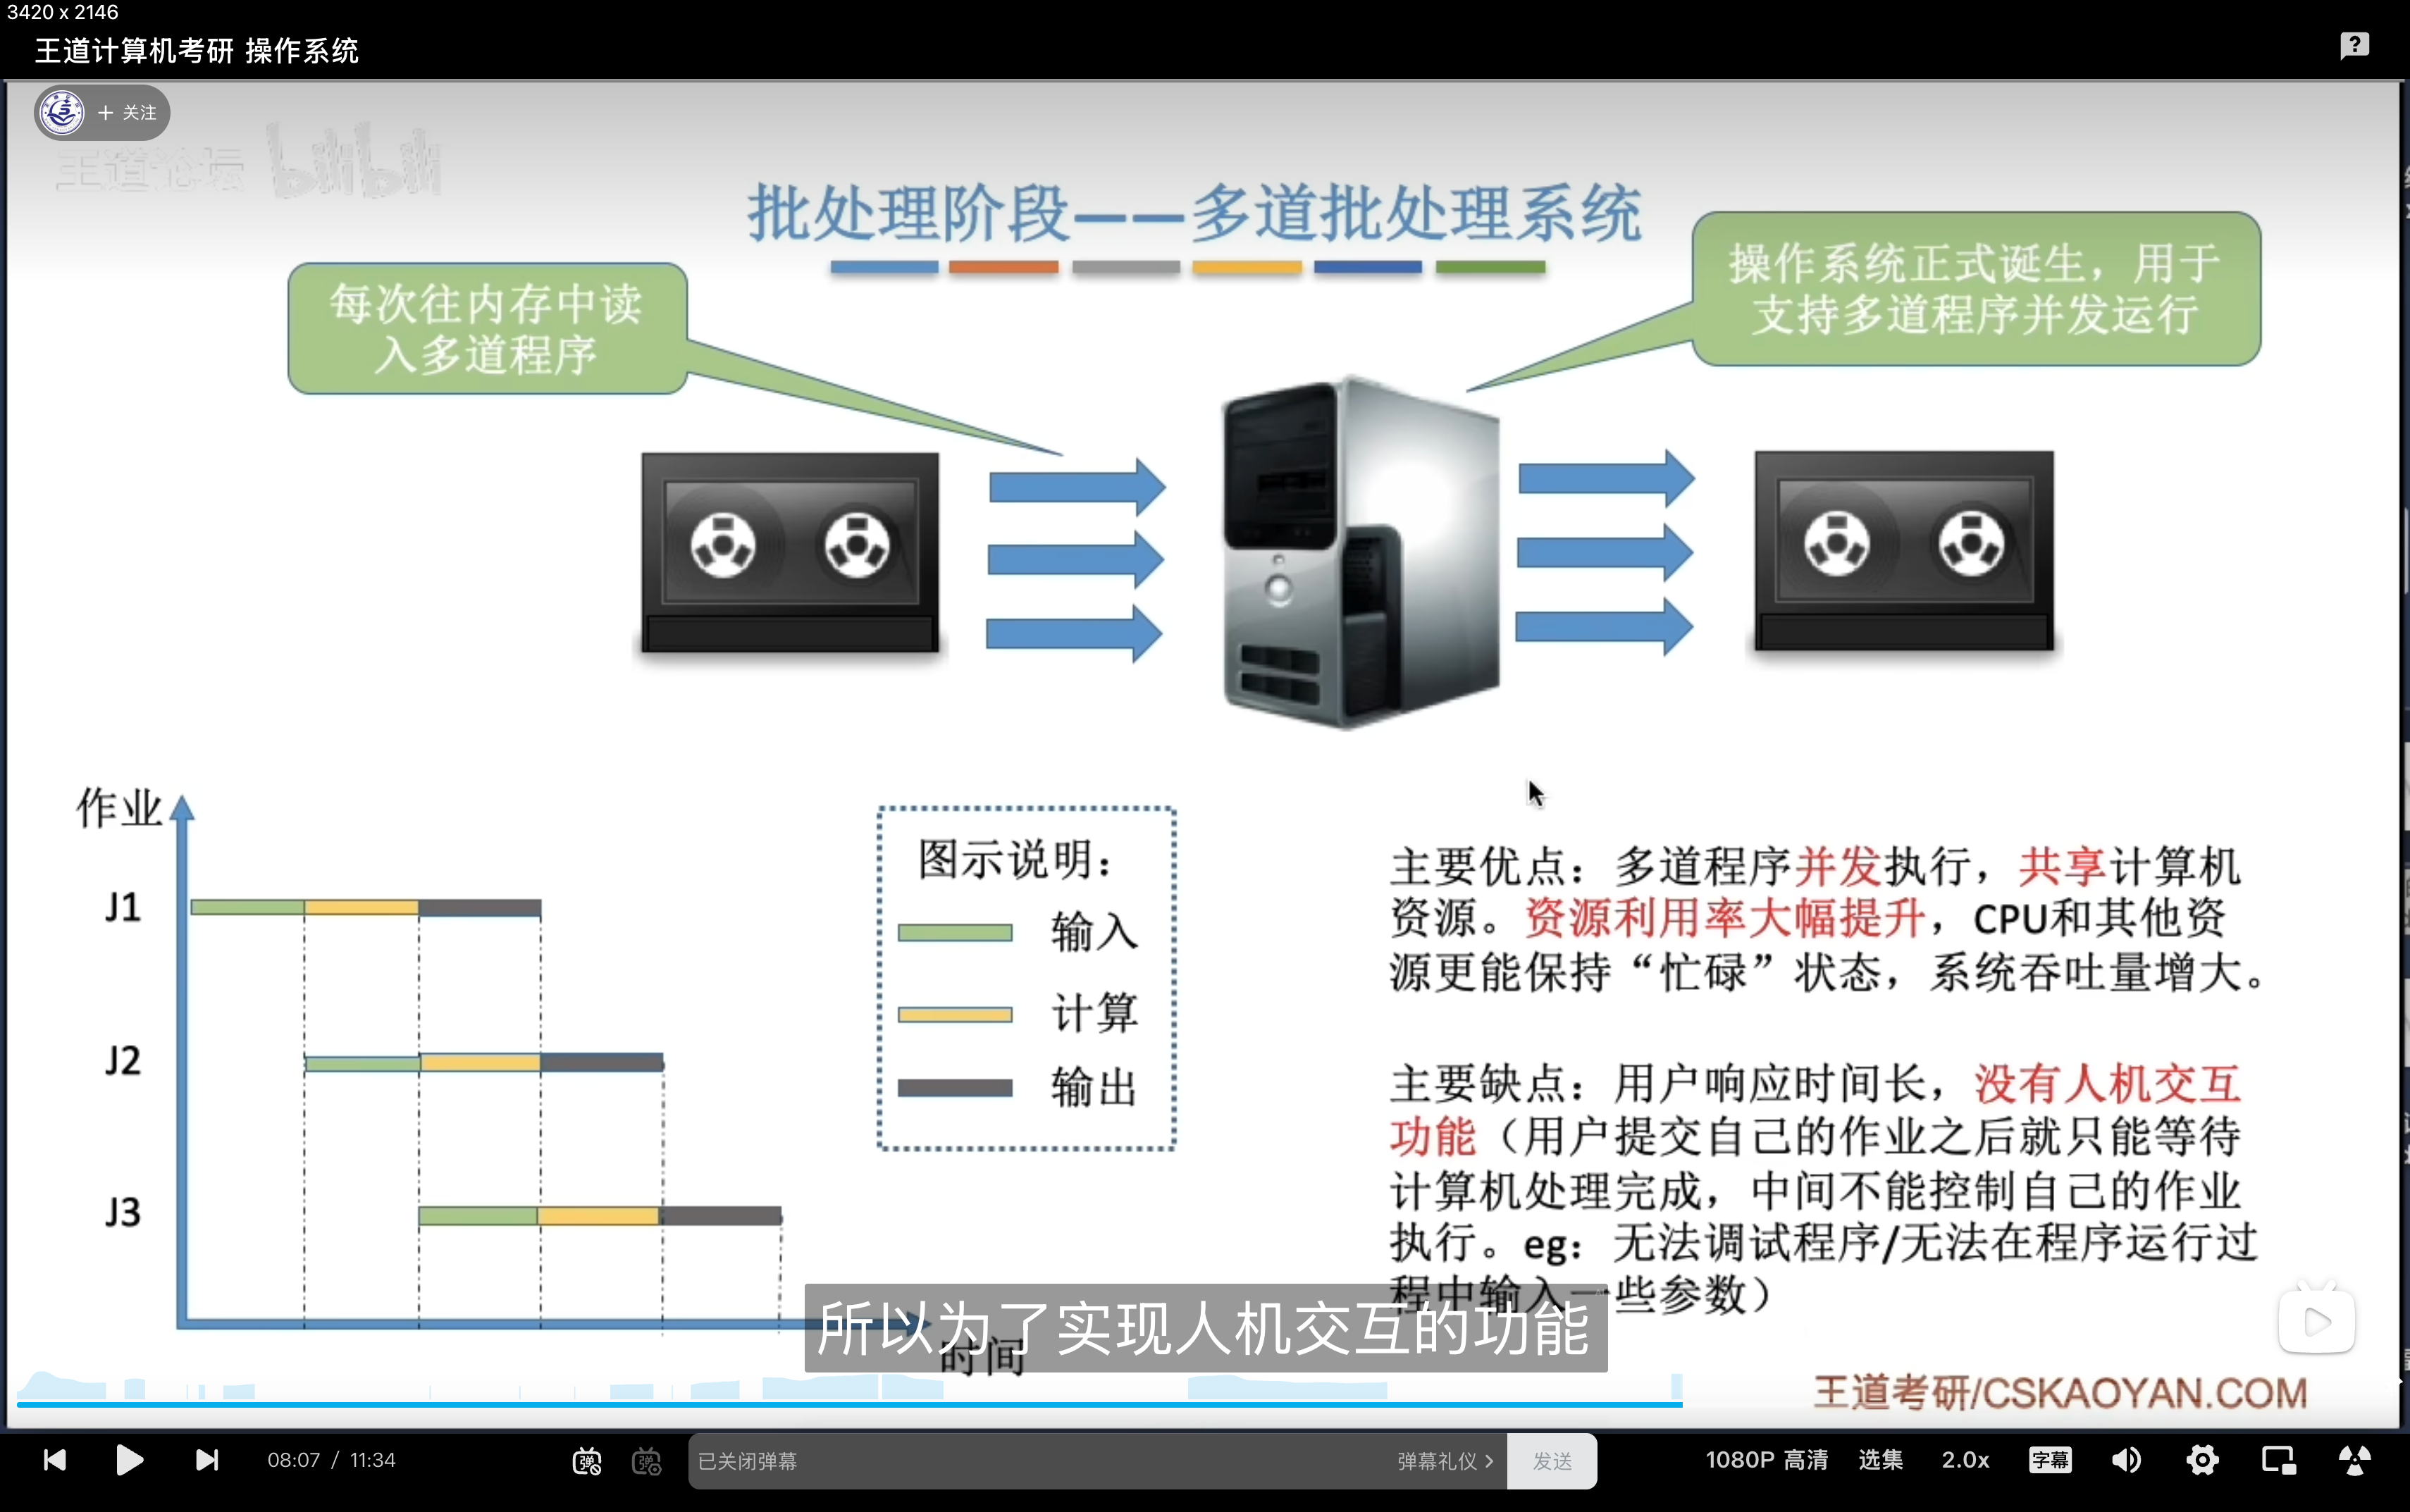 3420 x 2146
王道计算机考研 操作系统
+ 关注
王道论坛 bilibili
批处理阶段——多道批处理系统
每次往内存中读
入多道程序
操作系统正式诞生，用于
支持多道程序并发运行
作业
J1
J2
J3
时间
图示说明：
输入
计算
输出
主要优点：多道程序并发执行，共享计算机
资源。资源利用率大幅提升，CPU和其他资
源更能保持“忙碌”状态，系统吞吐量增大。
主要缺点：用户响应时间长，没有人机交互
功能（用户提交自己的作业之后就只能等待
计算机处理完成，中间不能控制自己的作业
执行。eg：无法调试程序/无法在程序运行过
程中输入一些参数）
所以为了实现人机交互的功能
王道考研/CSKAOYAN.COM
08:07 / 11:34
弹
弹
已关闭弹幕
弹幕礼仪 >
发送
1080P 高清
选集
2.0x
字幕